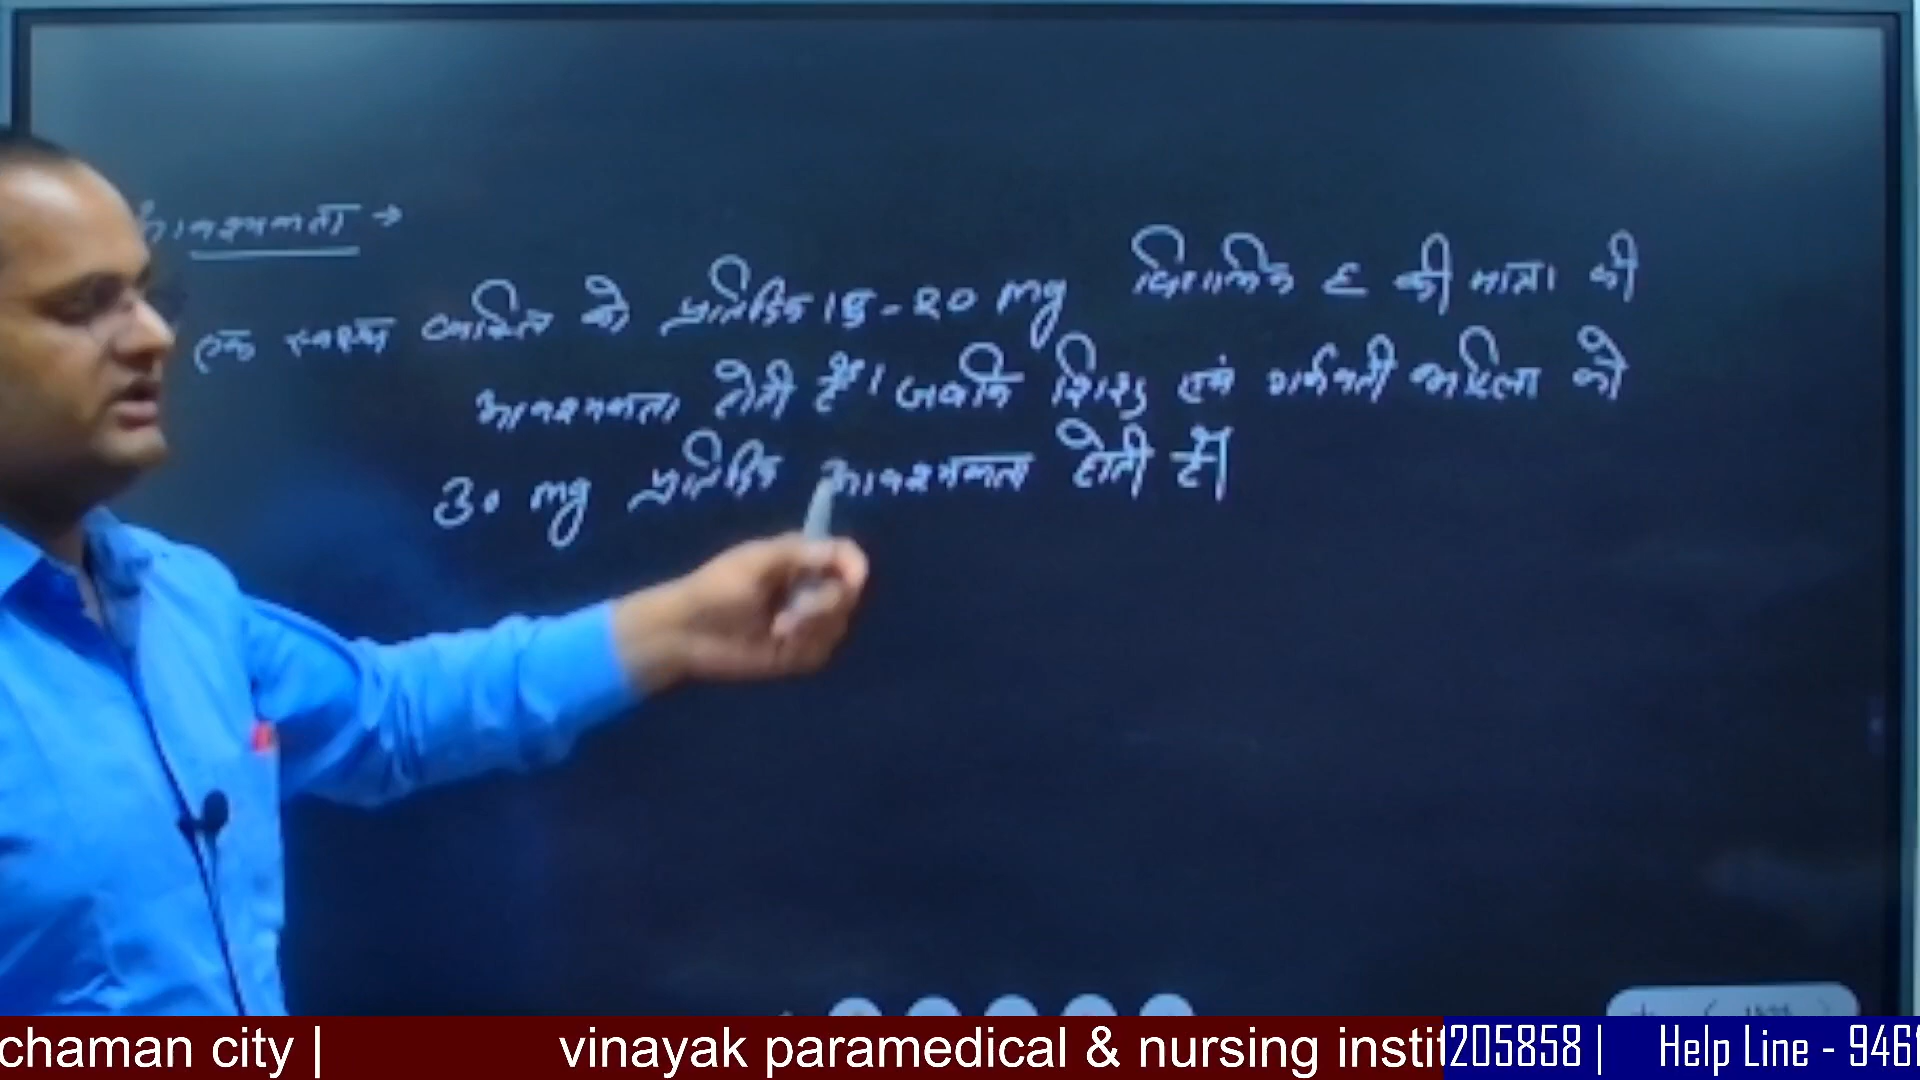 आवश्यकता →
एक स्वस्थ व्यक्ति को प्रतिदिन 15-20 mg विटामिन E की मात्रा की
आवश्यकता होती है। जबकि शिशु एवं गर्भवती महिला को
30 mg प्रतिदिन आवश्यकता होती है।
chaman city | vinayak paramedical & nursing instit 205858 | Help Line - 946